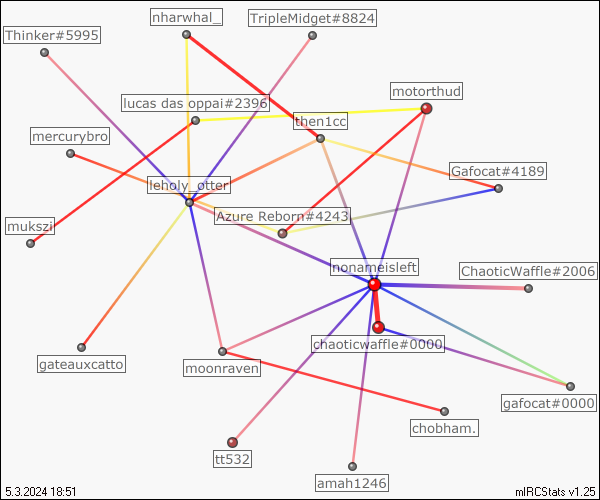 nharwhal_
TripleMidget#8824
Thinker#5995
motorthud
lucas das oppai#2396
then1cc
mercurybro
Gafocat#4189
leholy_otter
Azure Reborn#4243
mukszi
nonameisleft
ChaoticWaffle#2006
chaoticwaffle#0000
gateauxcatto
moonraven
gafocat#0000
chobham.
tt532
amah1246
5.3.2024 18:51
mIRCStats v1.25